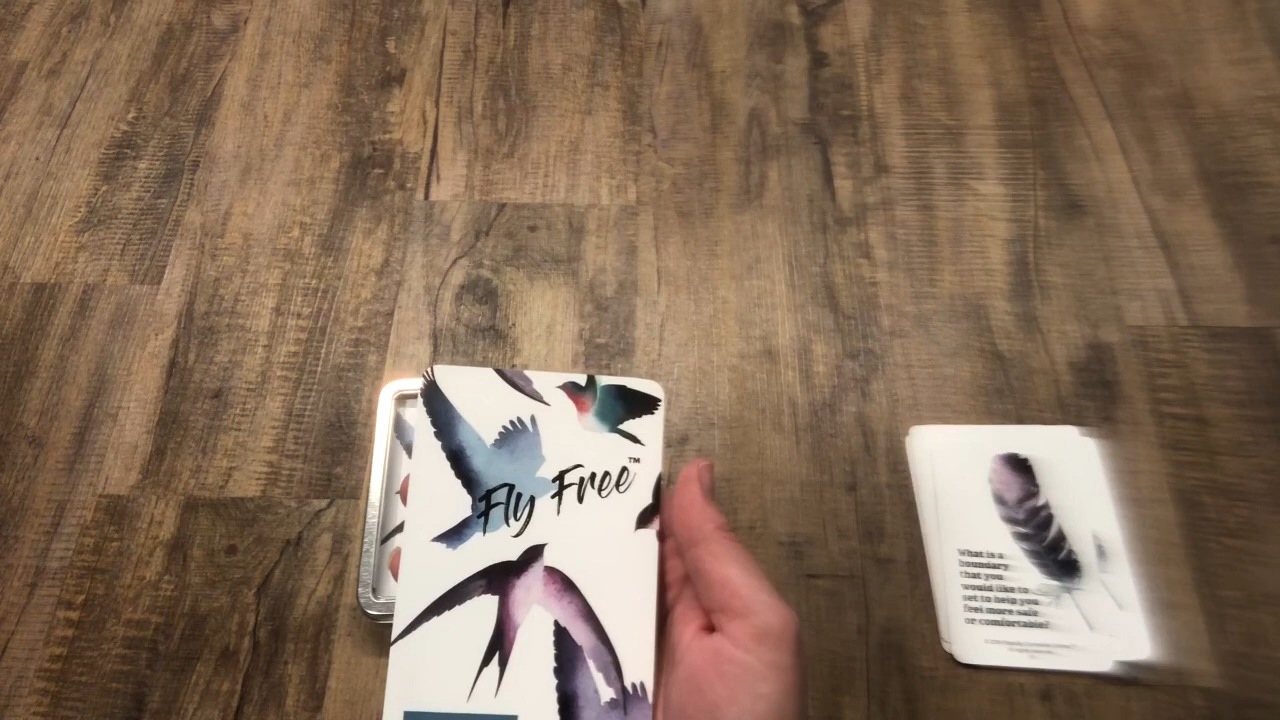 Fly Free™
What is a
boundary
that you
would like to
set to help you
feel more safe
or comfortable?